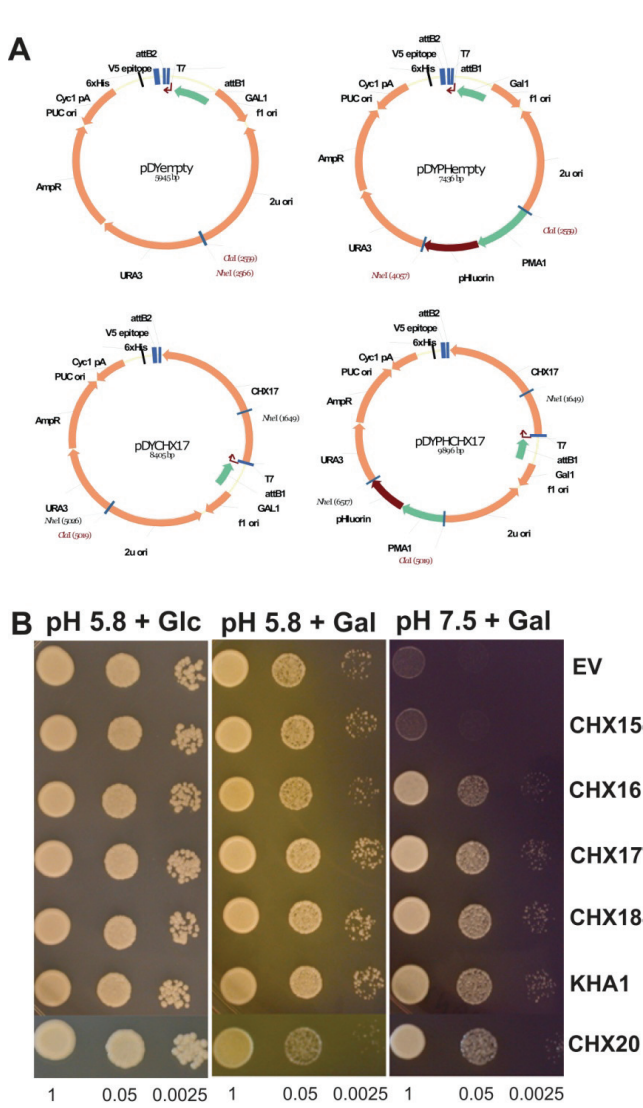 A
attB2
V5 epitope T7
6xHis attB1
Cyc1 pA GAL1
PUC ori f1 ori
pDYempty
5945 bp
AmpR
2u ori
ClaI (2559)
URA3 NheI (2566)
attB2
V5 epitope T7
6xHis attB1
Cyc1 pA Gal1
PUC ori f1 ori
AmpR
pDYPHempty
7436 bp
2u ori
ClaI (2559)
URA3
NheI (4057) PMA1
pHluorin
attB2
V5 epitope
6xHis
Cyc1 pA
PUC ori CHX17
NheI (1649)
AmpR
pDYCHX17
8405 bp
T7
attB1
URA3 GAL1
NheI (5026) f1 ori
ClaI (5019)
2u ori
attB2
V5 epitope
6xHis
Cyc1 pA CHX17
PUC ori
NheI (1649)
AmpR
pDYPHCHX17
9896 bp
T7
URA3 attB1
Gal1
NheI (6517) f1 ori
pHluorin
2u ori
PMA1
ClaI (5019)
B pH 5.8 + Glc pH 5.8 + Gal pH 7.5 + Gal
EV
CHX15
CHX16
CHX17
CHX18
KHA1
CHX20
1 0.05 0.0025 1 0.05 0.0025 1 0.05 0.0025